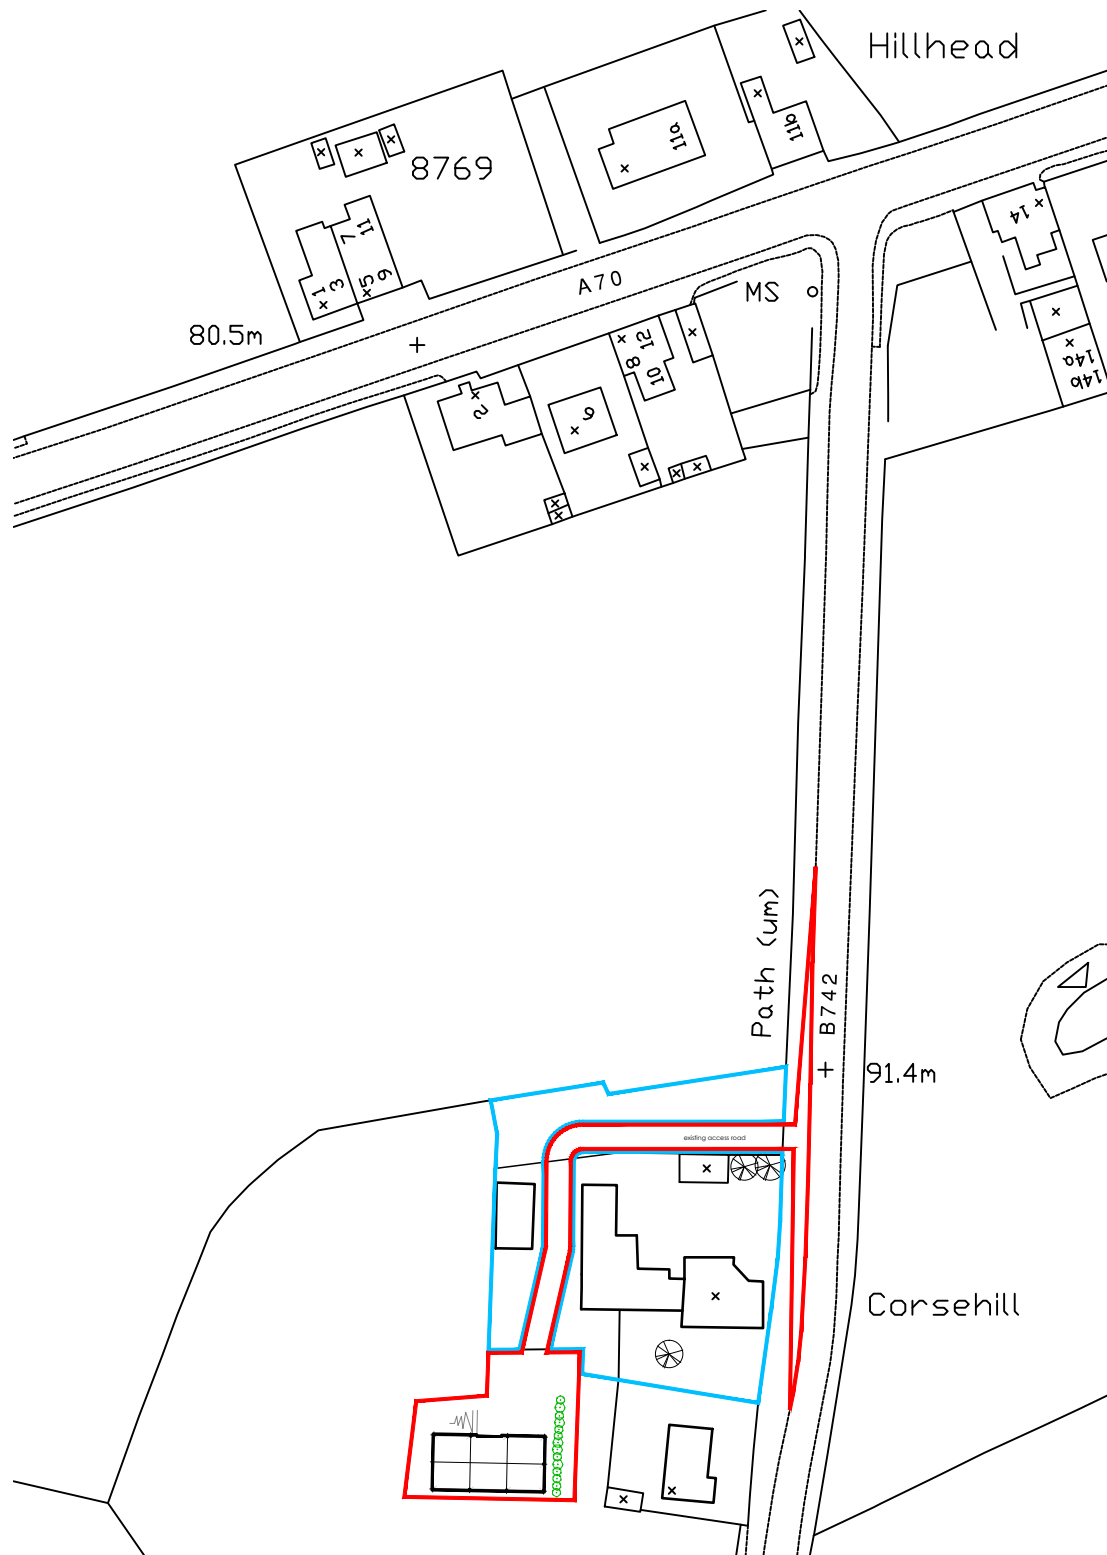 Hillhead
11b
11a
8769
11
7
14
A70
MS
5
9
1
3
80.5m
12
8
10
14a
14b
2
6
Path (um)
B742
91.4m
existing access road
Corsehill